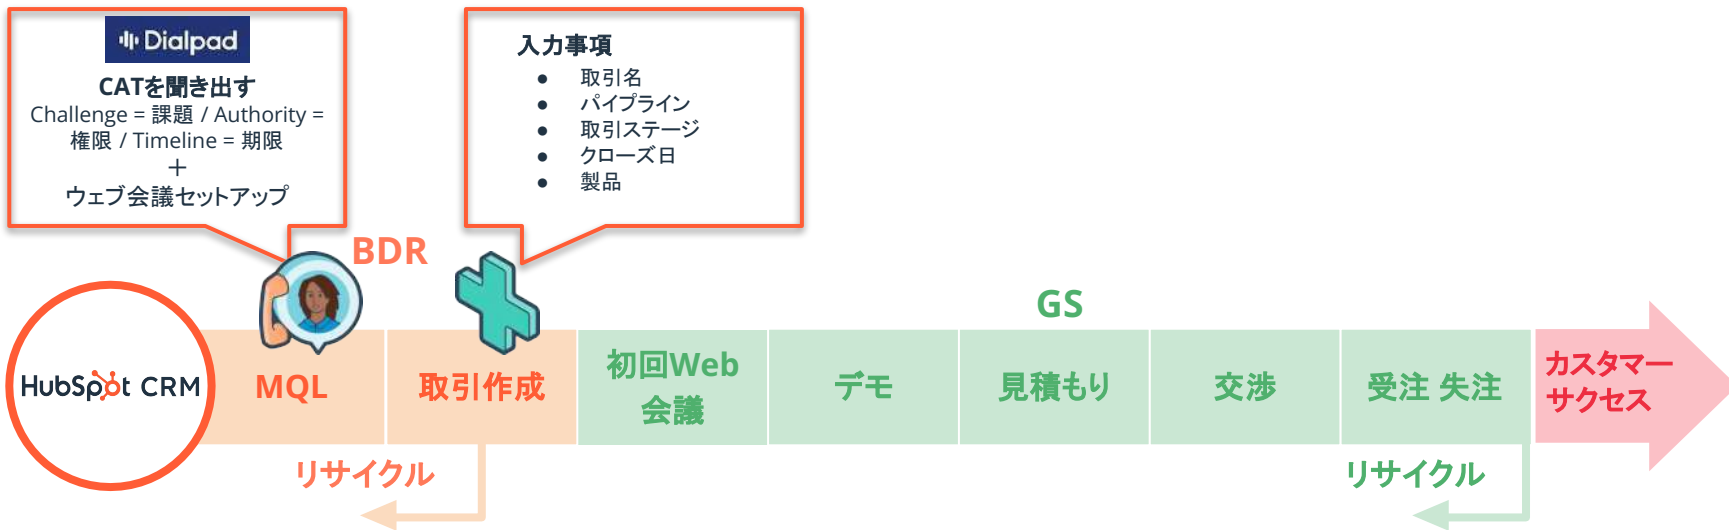 Dialpad
CATを聞き出す
Challenge = 課題 / Authority =
権限 / Timeline = 期限
＋
ウェブ会議セットアップ
入力事項
● 取引名
● パイプライン
● 取引ステージ
● クローズ日
● 製品
BDR
GS
HubSpot CRM
MQL
取引作成
初回Web
会議
デモ
見積もり
交渉
受注 失注
カスタマー
サクセス
リサイクル
リサイクル